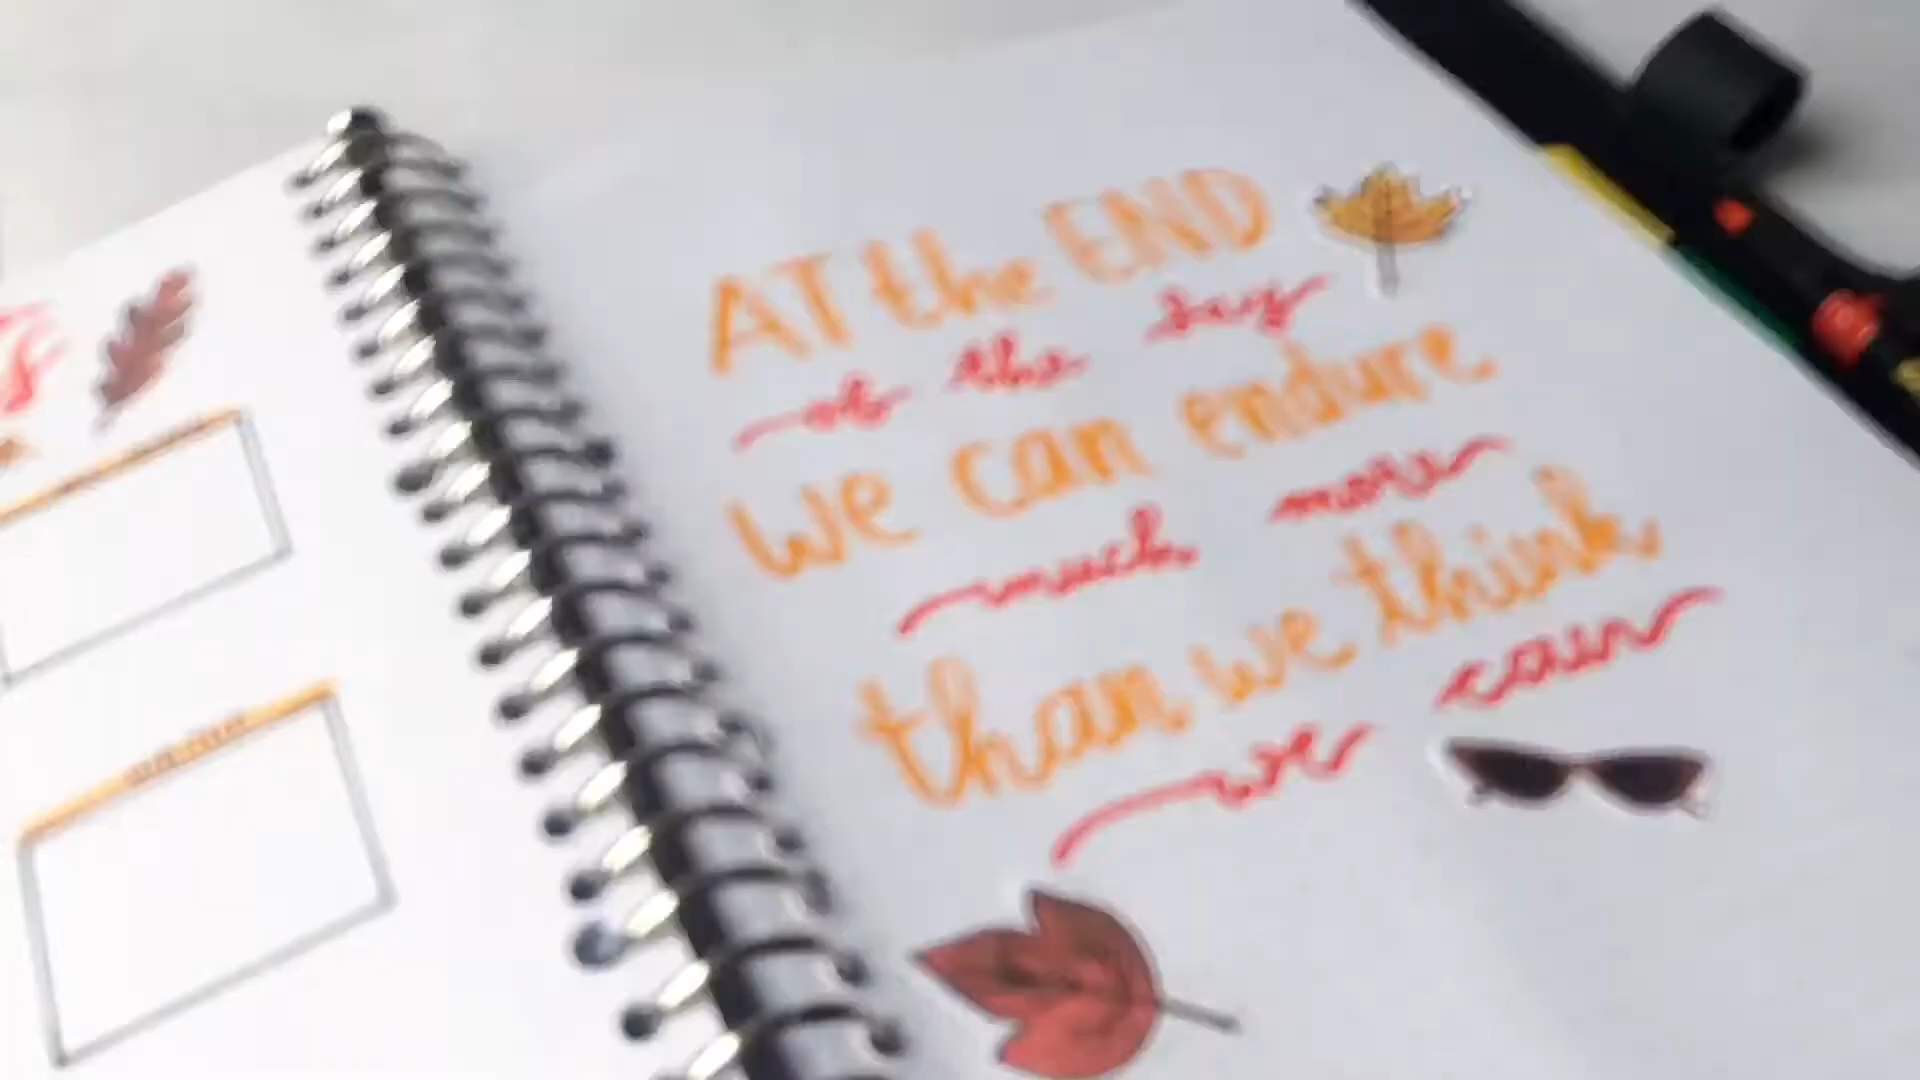 AT the END
of the day
we can endure
much more
than we think
we can